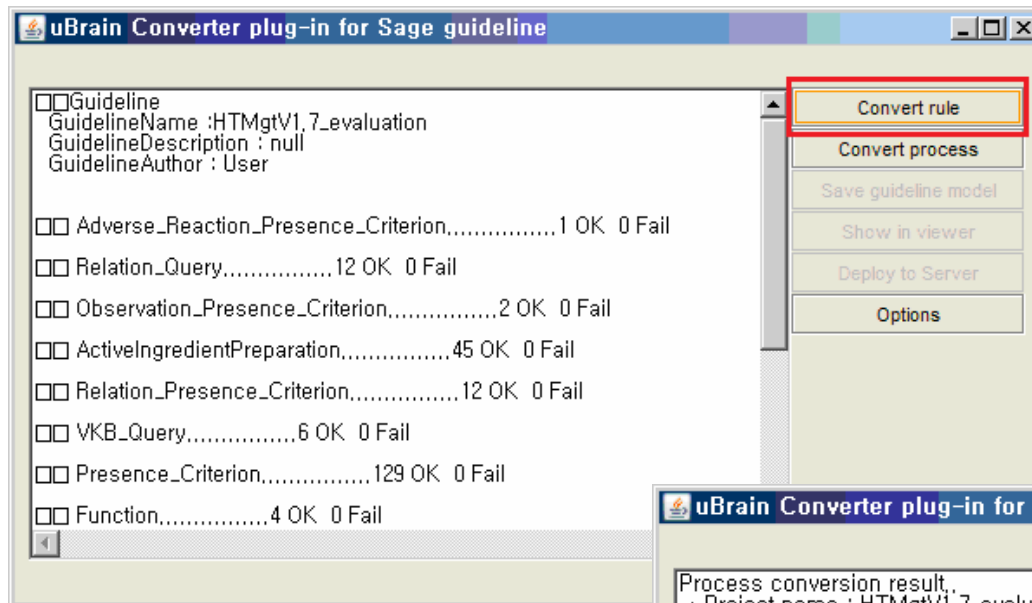 uBrain Converter plug-in for Sage guideline
□□Guideline
GuidelineName :HTMgtV1,7_evaluation
GuidelineDescription : null
GuidelineAuthor : User
□□ Adverse_Reaction_Presence_Criterion,,,,,,,,,,,,,,,,1 OK 0 Fail
□□ Relation_Query,,,,,,,,,,,,,,,,12 OK 0 Fail
□□ Observation_Presence_Criterion,,,,,,,,,,,,,,,,2 OK 0 Fail
□□ ActiveIngredientPreparation,,,,,,,,,,,,,,,,45 OK 0 Fail
□□ Relation_Presence_Criterion,,,,,,,,,,,,,,,,12 OK 0 Fail
□□ VKB_Query,,,,,,,,,,,,,,,,6 OK 0 Fail
□□ Presence_Criterion,,,,,,,,,,,,,,,,129 OK 0 Fail
□□ Function,,,,,,,,,,,,,,,,4 OK 0 Fail
Convert rule
Convert process
Save guideline model
Show in viewer
Deploy to Server
Options
uBrain Converter plug-in for
Process conversion result,,
Project name : HTMgtV1,7_evalu